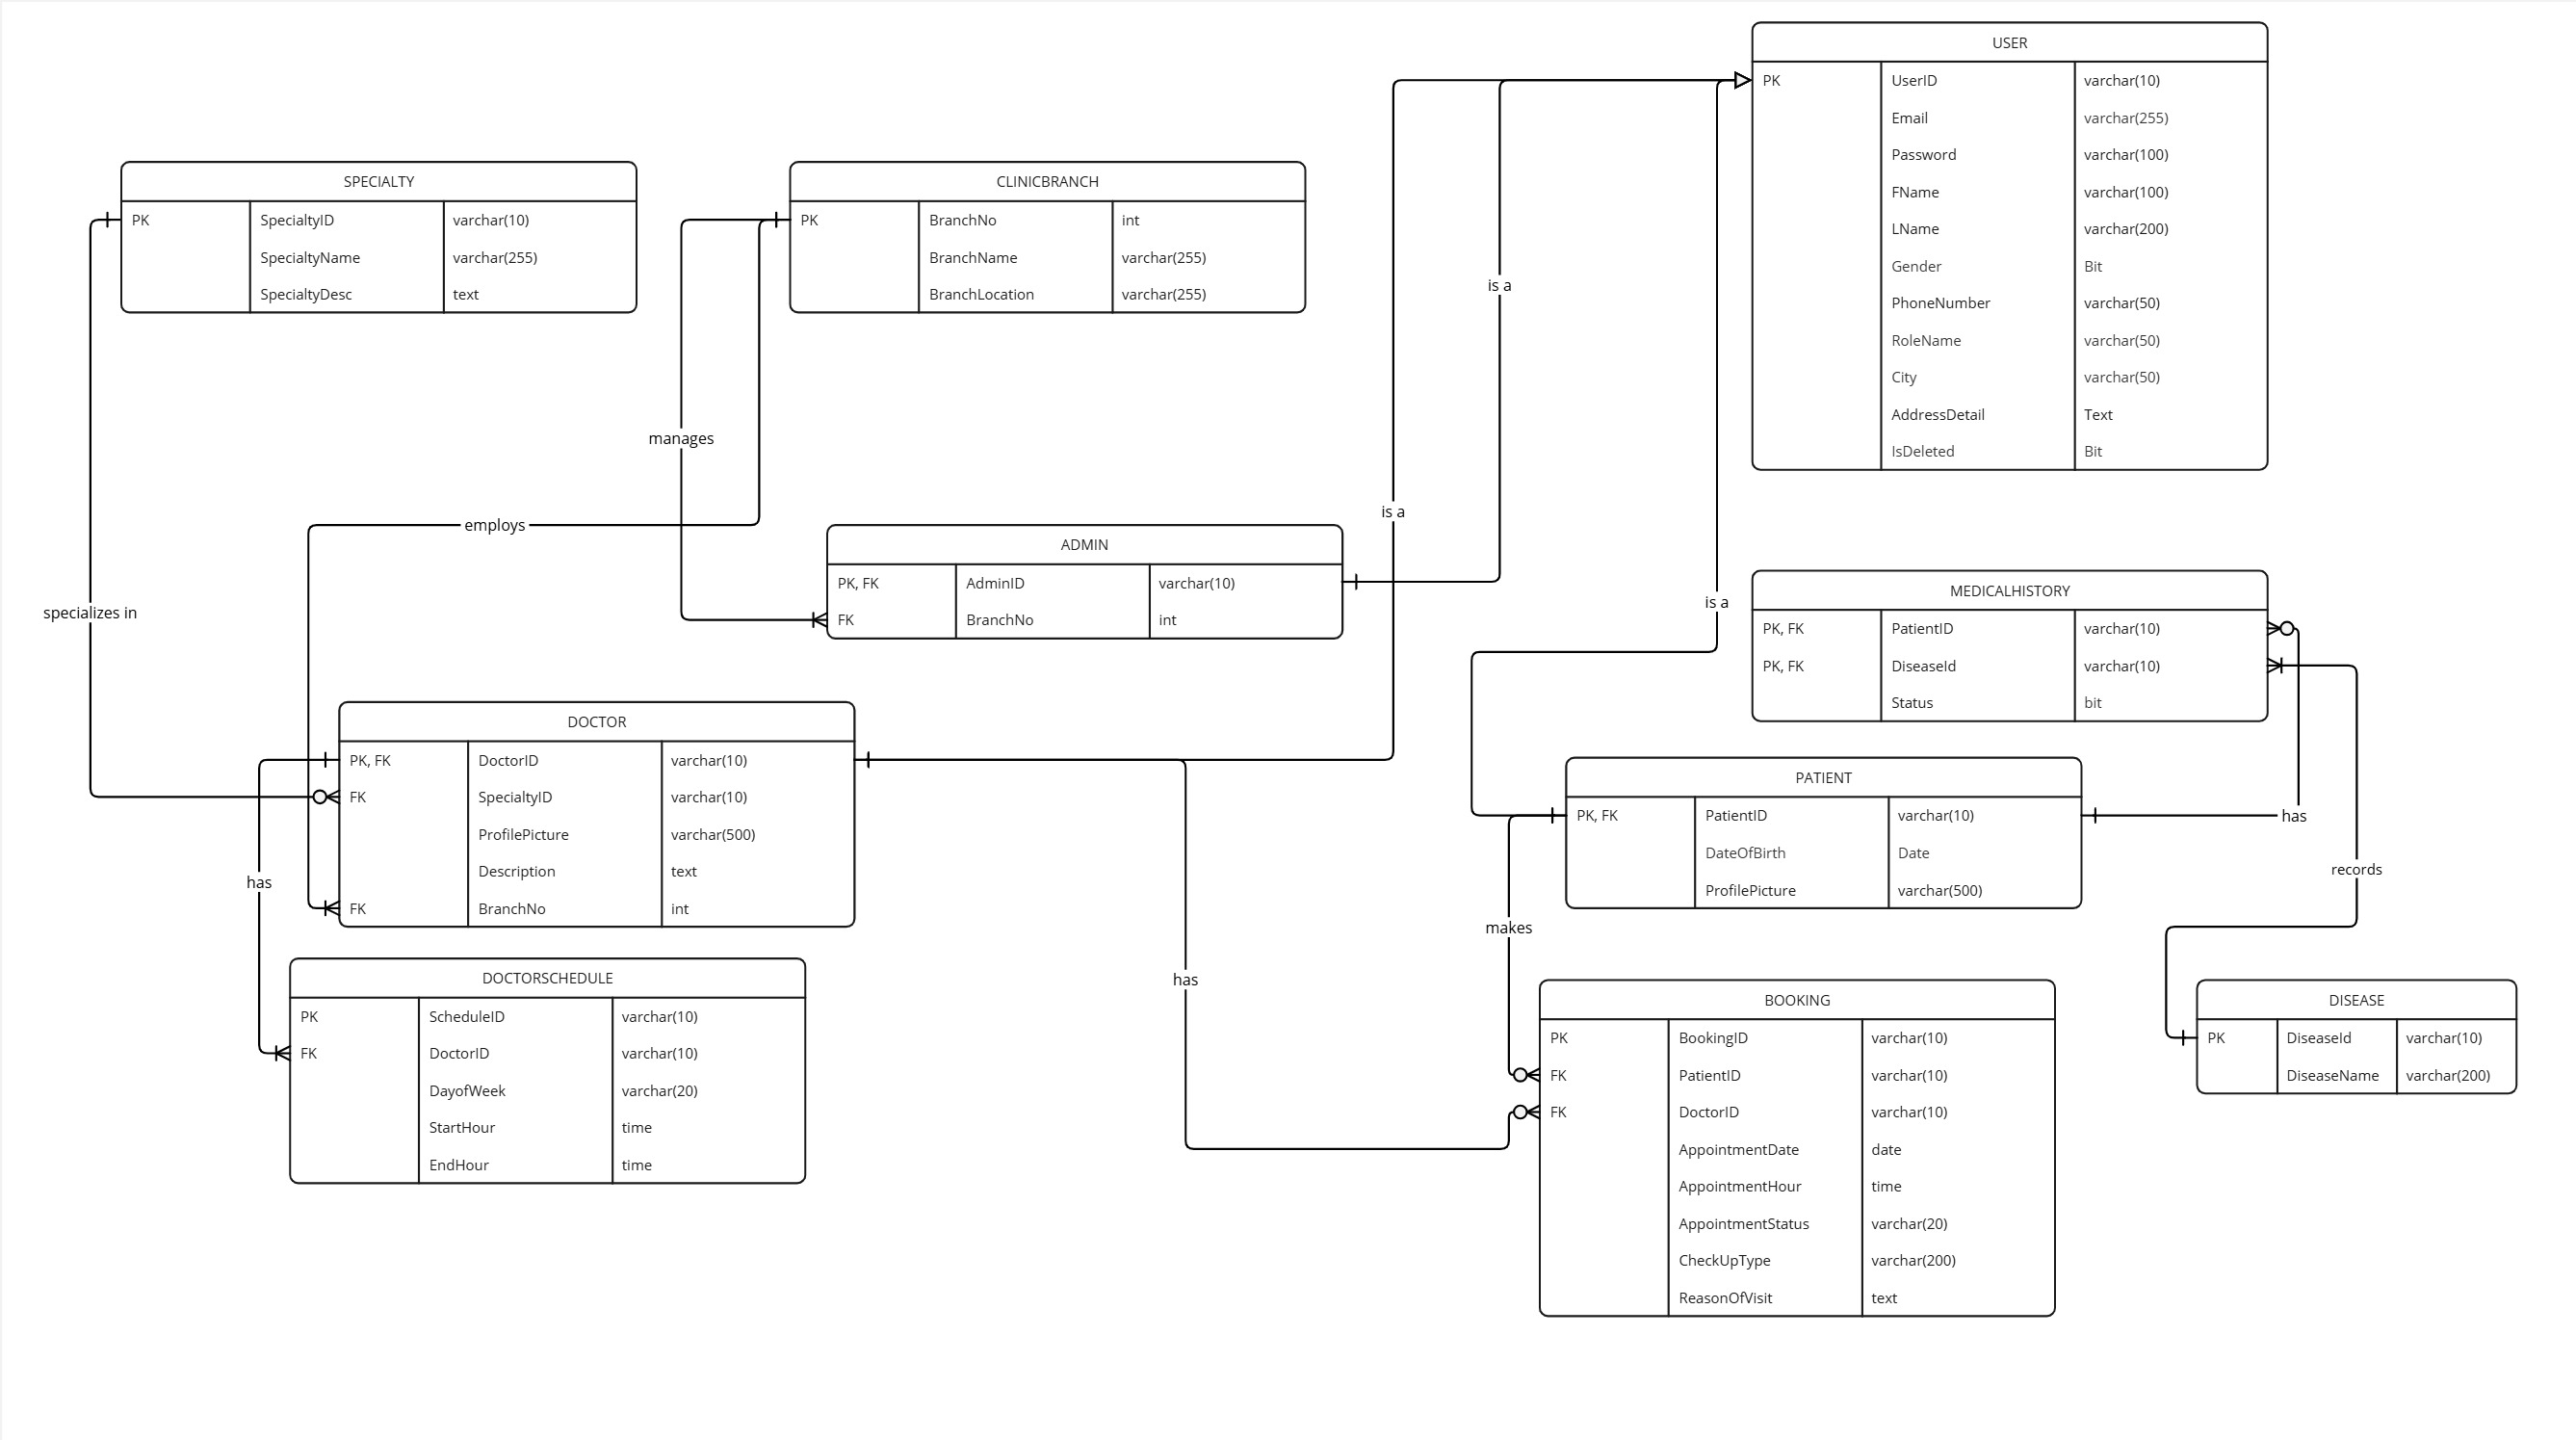 USER
PK UserID varchar(10)
Email varchar(255)
Password varchar(100)
FName varchar(100)
LName varchar(200)
Gender Bit
PhoneNumber varchar(50)
RoleName varchar(50)
City varchar(50)
AddressDetail Text
IsDeleted Bit
SPECIALTY
PK SpecialtyID varchar(10)
SpecialtyName varchar(255)
SpecialtyDesc text
CLINICBRANCH
PK BranchNo int
BranchName varchar(255)
BranchLocation varchar(255)
is a
manages
is a
employs
ADMIN
PK, FK AdminID varchar(10)
FK BranchNo int
is a
specializes in
MEDICALHISTORY
PK, FK PatientID varchar(10)
PK, FK DiseaseId varchar(10)
Status bit
DOCTOR
PK, FK DoctorID varchar(10)
FK SpecialtyID varchar(10)
ProfilePicture varchar(500)
Description text
FK BranchNo int
PATIENT
PK, FK PatientID varchar(10)
DateOfBirth Date
ProfilePicture varchar(500)
has
records
has
makes
has
DOCTORSCHEDULE
PK ScheduleID varchar(10)
FK DoctorID varchar(10)
DayofWeek varchar(20)
StartHour time
EndHour time
BOOKING
PK BookingID varchar(10)
FK PatientID varchar(10)
FK DoctorID varchar(10)
AppointmentDate date
AppointmentHour time
AppointmentStatus varchar(20)
CheckUpType varchar(200)
ReasonOfVisit text
DISEASE
PK DiseaseId varchar(10)
DiseaseName varchar(200)